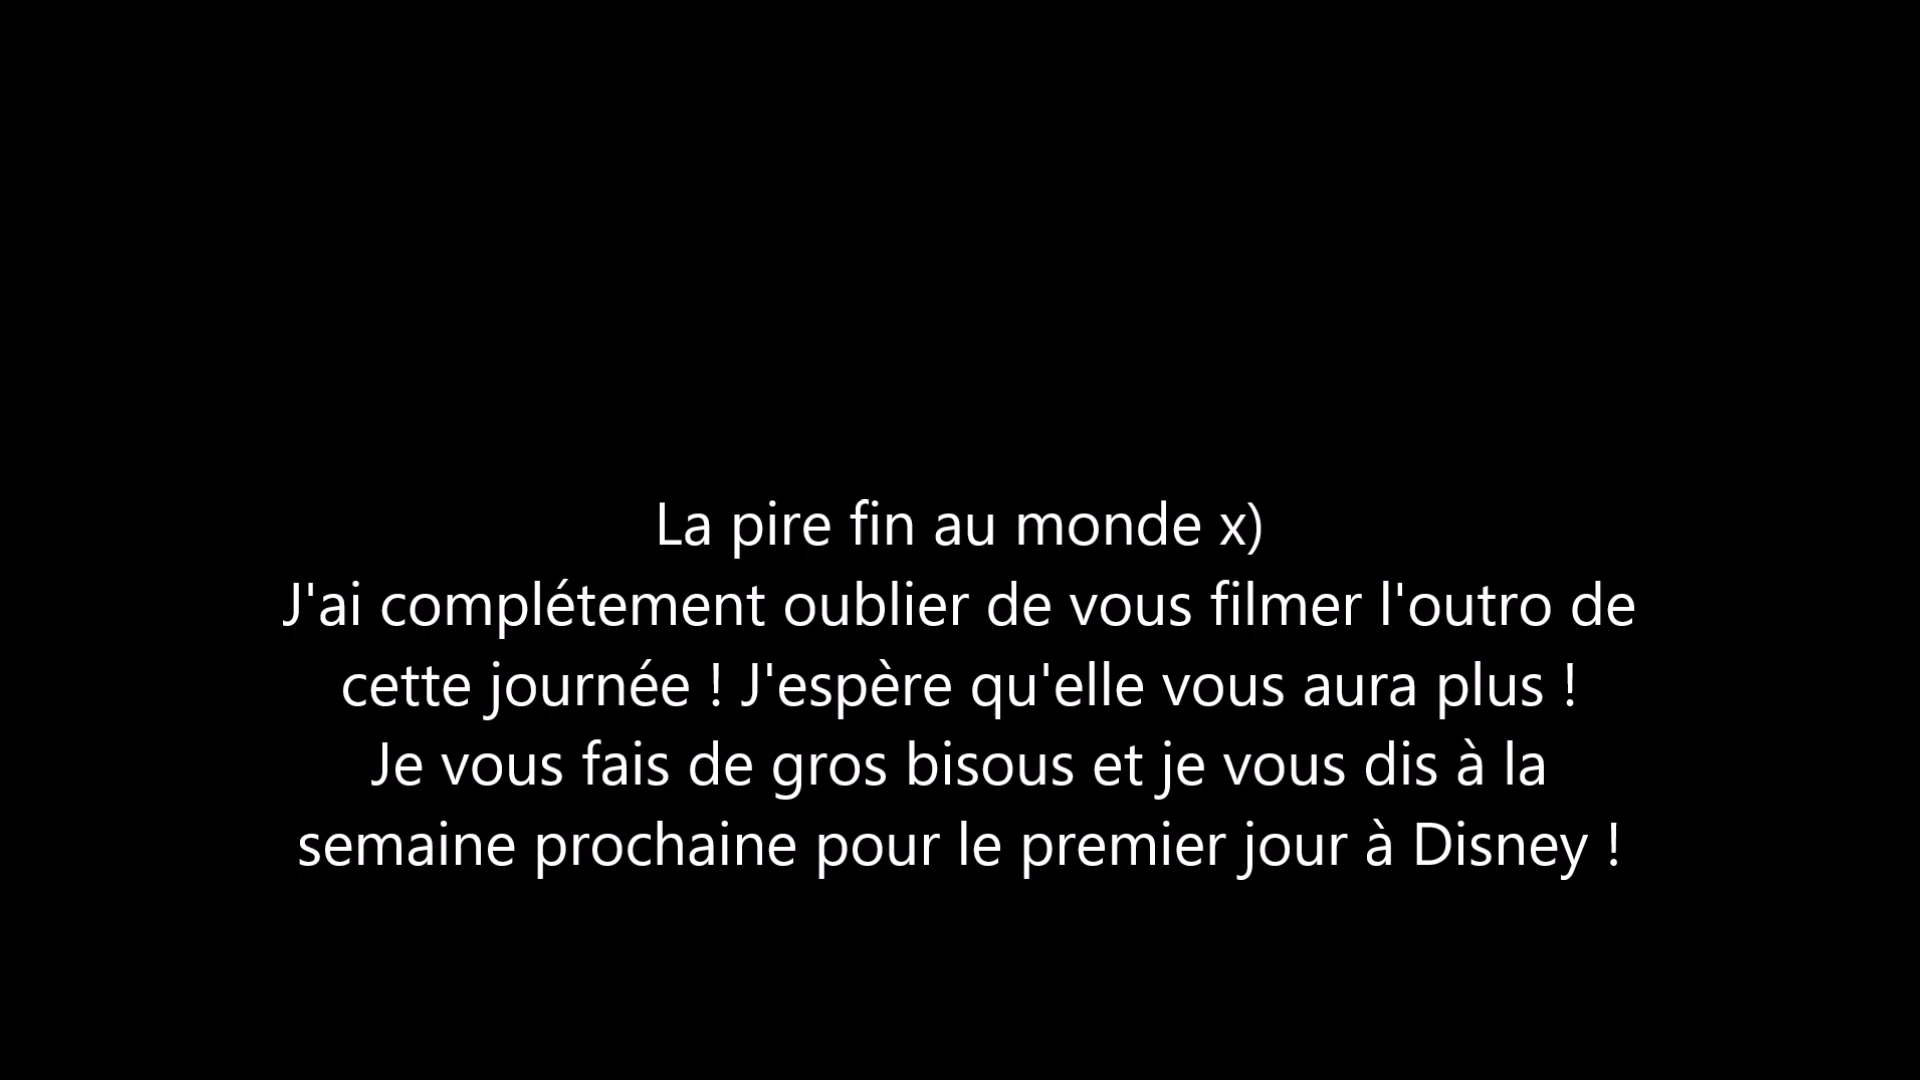 La pire fin au monde x)
J'ai complétement oublier de vous filmer l'outro de
cette journée ! J'espère qu'elle vous aura plus !
Je vous fais de gros bisous et je vous dis à la
semaine prochaine pour le premier jour à Disney !